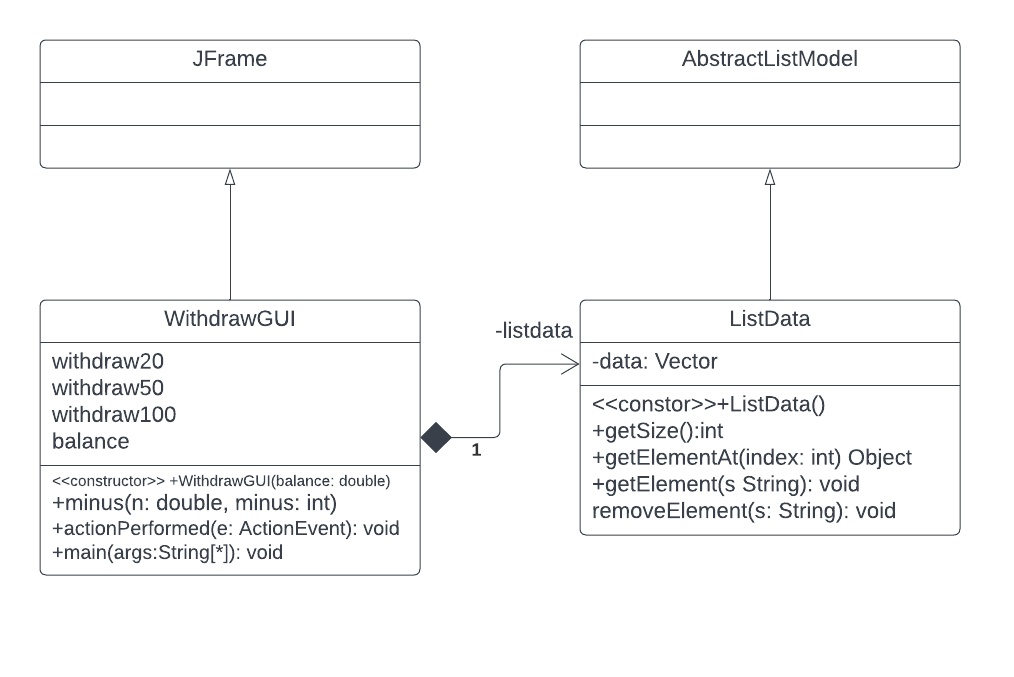 JFrame
AbstractListModel
WithdrawGUI
withdraw20
withdraw50
withdraw100
balance
<<constructor>> +WithdrawGUI(balance: double)
+minus(n: double, minus: int)
+actionPerformed(e: ActionEvent): void
+main(args:String[*]): void
-listdata
1
ListData
-data: Vector
<<constor>>+ListData()
+getSize():int
+getElementAt(index: int) Object
+getElement(s String): void
removeElement(s: String): void